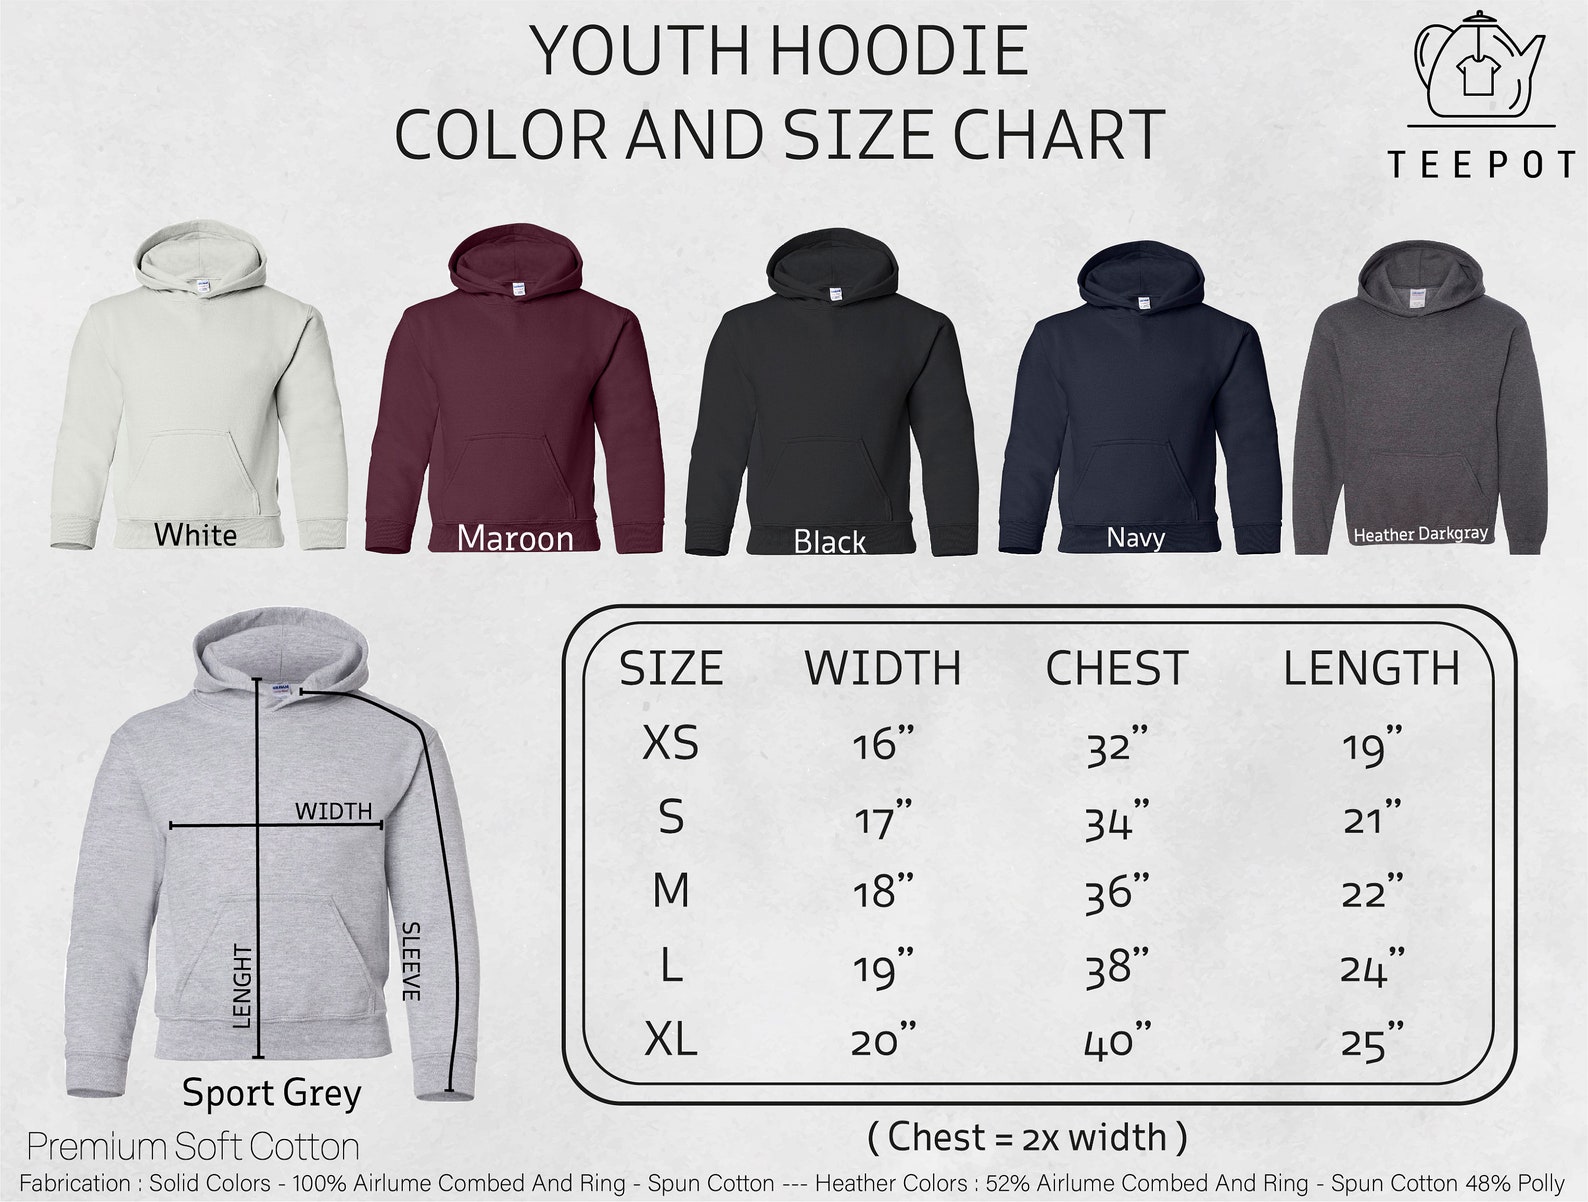 YOUTH HOODIE
COLOR AND SIZE CHART
TEEPOT
White
Maroon
Black
Navy
Heather Darkgray
WIDTH
LENGHT
SLEEVE
Sport Grey
SIZE WIDTH CHEST LENGTH
XS 16” 32” 19”
S 17” 34” 21”
M 18” 36” 22”
L 19” 38” 24”
XL 20” 40” 25”
( Chest = 2x width )
Premium Soft Cotton
Fabrication : Solid Colors - 100% Airlume Combed And Ring - Spun Cotton --- Heather Colors : 52% Airlume Combed And Ring - Spun Cotton 48% Polly